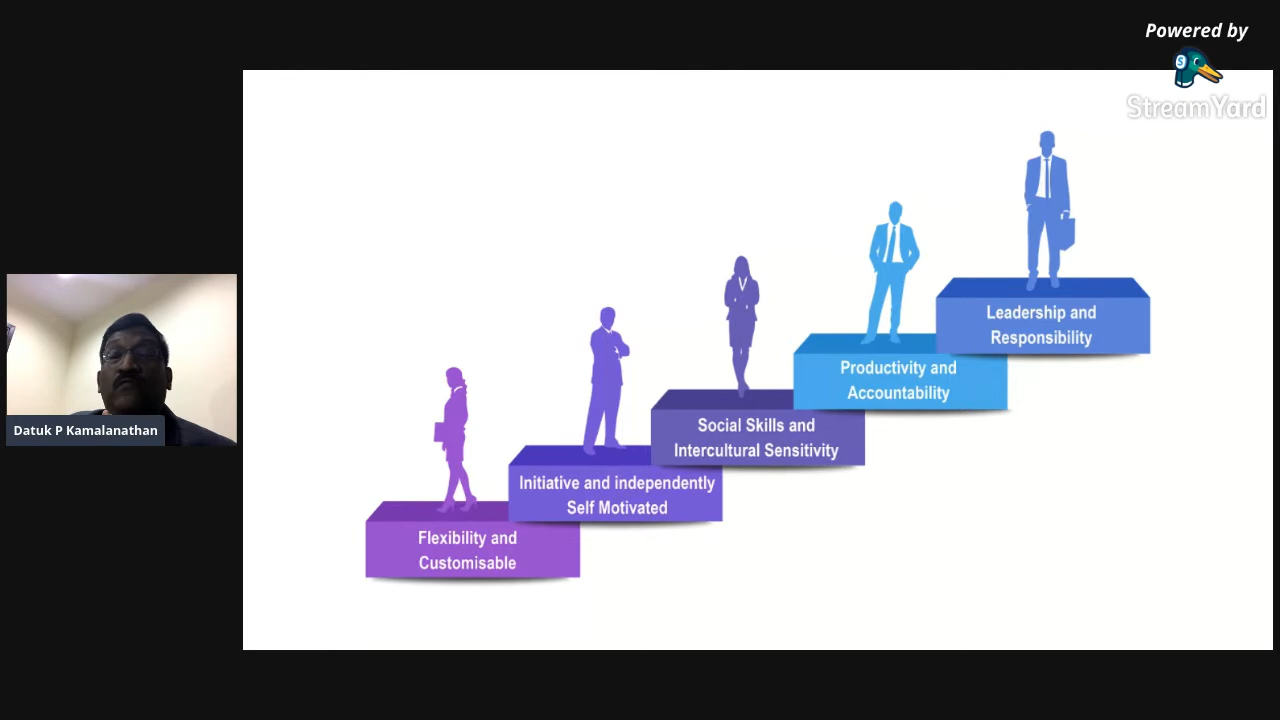 Powered by
StreamYard
Leadership and
Responsibility
Productivity and
Accountability
Social Skills and
Intercultural Sensitivity
Initiative and independently
Self Motivated
Flexibility and
Customisable
Datuk P Kamalanathan